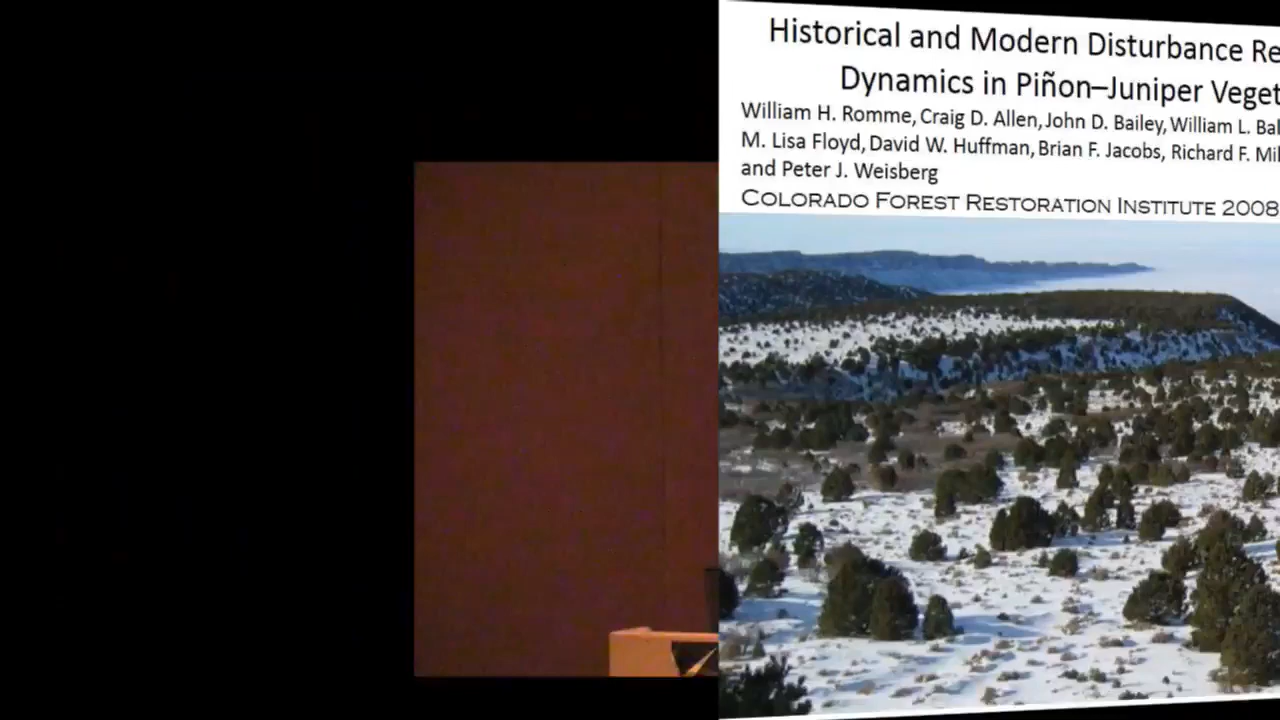 Historical and Modern Disturbance Re
Dynamics in Piñon–Juniper Veget
William H. Romme, Craig D. Allen, John D. Bailey, William L. Bal
M. Lisa Floyd, David W. Huffman, Brian F. Jacobs, Richard F. Mil
and Peter J. Weisberg
COLORADO FOREST RESTORATION INSTITUTE 2008